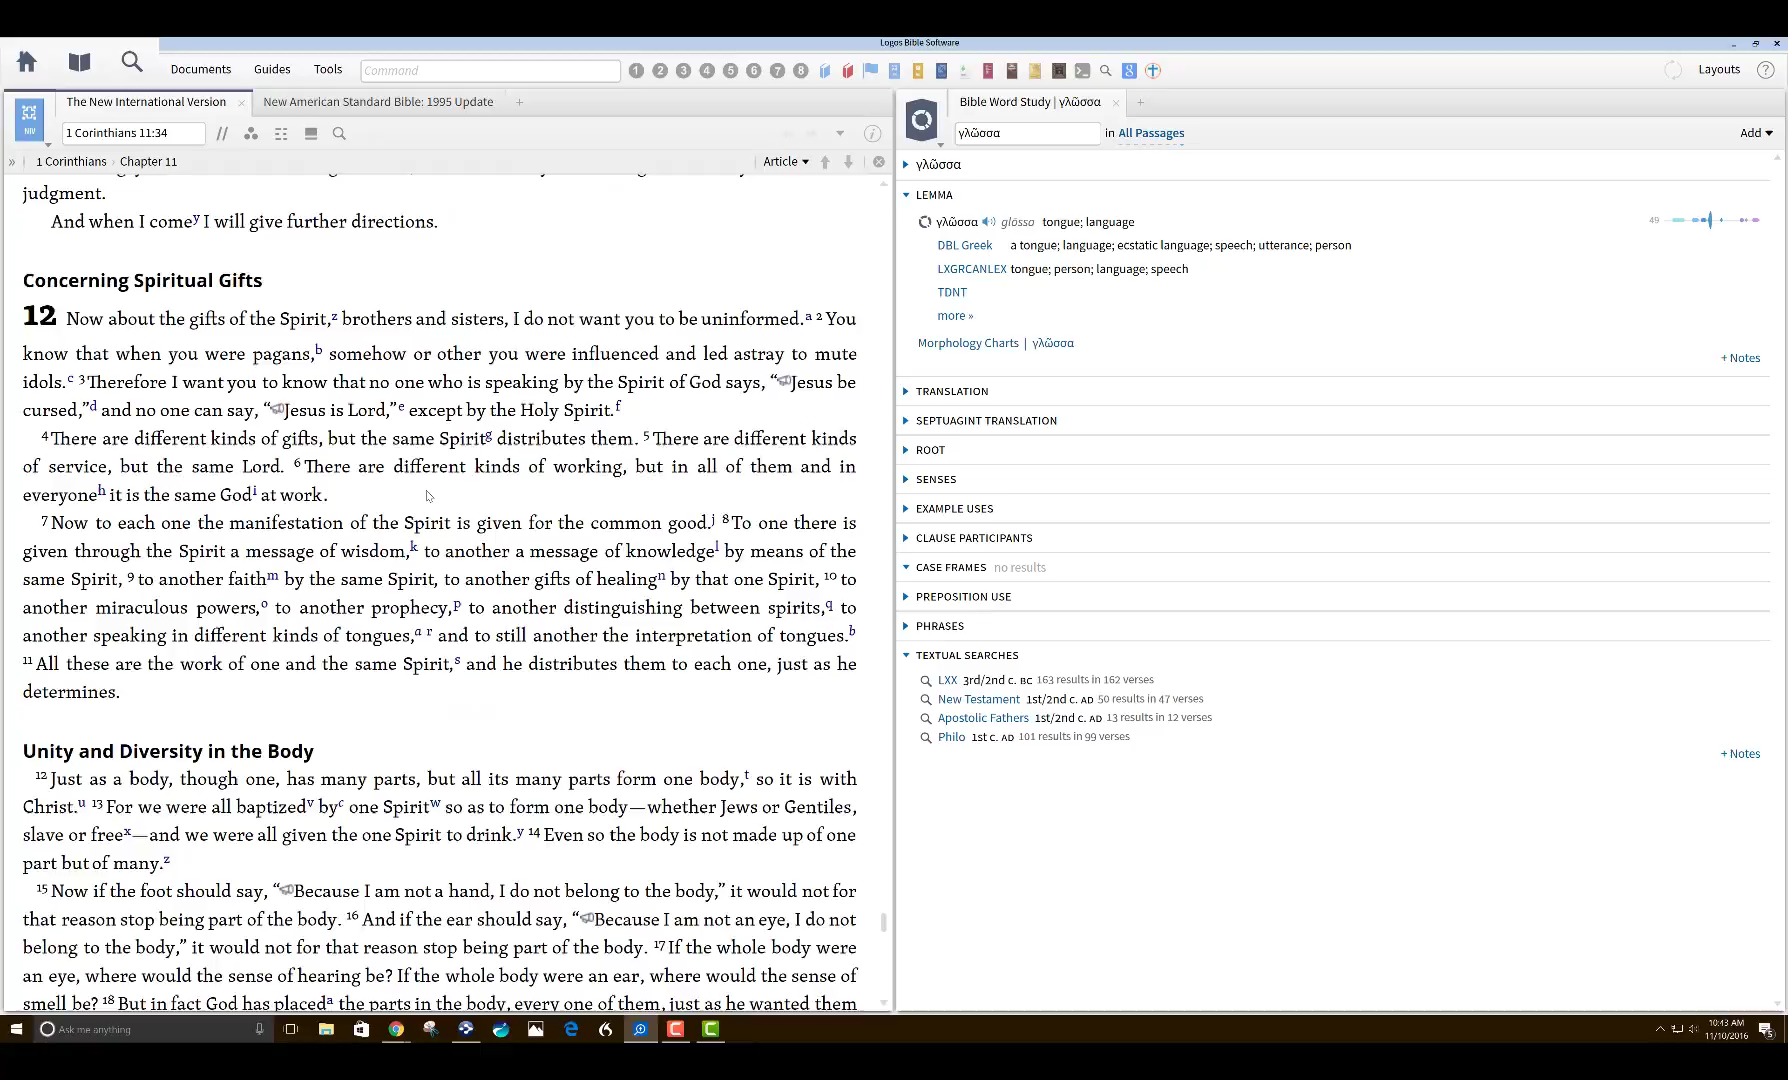 Logos Bible Software
Documents Guides Tools Command 1 2 3 4 5 6 7 8 Layouts ?
NIV The New International Version × New American Standard Bible: 1995 Update +
1 Corinthians 11:34
» 1 Corinthians › Chapter 11 Article
judgment.
And when I comeʸ I will give further directions.
Concerning Spiritual Gifts
12 Now about the gifts of the Spirit,ᶻ brothers and sisters, I do not want you to be uninformed.ᵃ ² You
know that when you were pagans,ᵇ somehow or other you were influenced and led astray to mute
idols.ᶜ ³ Therefore I want you to know that no one who is speaking by the Spirit of God says, “Jesus be
cursed,”ᵈ and no one can say, “Jesus is Lord,”ᵉ except by the Holy Spirit.ᶠ
⁴ There are different kinds of gifts, but the same Spiritᵍ distributes them. ⁵ There are different kinds
of service, but the same Lord. ⁶ There are different kinds of working, but in all of them and in
everyoneʰ it is the same Godⁱ at work.
⁷ Now to each one the manifestation of the Spirit is given for the common good.ʲ ⁸ To one there is
given through the Spirit a message of wisdom,ᵏ to another a message of knowledgeˡ by means of the
same Spirit, ⁹ to another faithᵐ by the same Spirit, to another gifts of healingⁿ by that one Spirit, ¹⁰ to
another miraculous powers,ᵒ to another prophecy,ᵖ to another distinguishing between spirits,q to
another speaking in different kinds of tongues,ᵃ ʳ and to still another the interpretation of tongues.ᵇ
¹¹ All these are the work of one and the same Spirit,ˢ and he distributes them to each one, just as he
determines.
Unity and Diversity in the Body
¹² Just as a body, though one, has many parts, but all its many parts form one body,ᵗ so it is with
Christ.ᵘ ¹³ For we were all baptizedᵛ byᶜ one Spiritʷ so as to form one body—whether Jews or Gentiles,
slave or freeˣ—and we were all given the one Spirit to drink.ʸ ¹⁴ Even so the body is not made up of one
part but of many.ᶻ
¹⁵ Now if the foot should say, “Because I am not a hand, I do not belong to the body,” it would not for
that reason stop being part of the body. ¹⁶ And if the ear should say, “Because I am not an eye, I do not
belong to the body,” it would not for that reason stop being part of the body. ¹⁷ If the whole body were
an eye, where would the sense of hearing be? If the whole body were an ear, where would the sense of
smell be? ¹⁸ But in fact God has placedᵃ the parts in the body, every one of them, just as he wanted them
Bible Word Study | γλῶσσα × +
γλῶσσα in All Passages Add
γλῶσσα
LEMMA
γλῶσσα glōssa tongue; language 49
DBL Greek a tongue; language; ecstatic language; speech; utterance; person
LXGRCANLEX tongue; person; language; speech
TDNT
more »
Morphology Charts | γλῶσσα
+ Notes
TRANSLATION
SEPTUAGINT TRANSLATION
ROOT
SENSES
EXAMPLE USES
CLAUSE PARTICIPANTS
CASE FRAMES no results
PREPOSITION USE
PHRASES
TEXTUAL SEARCHES
LXX 3rd/2nd c. BC 163 results in 162 verses
New Testament 1st/2nd c. AD 50 results in 47 verses
Apostolic Fathers 1st/2nd c. AD 13 results in 12 verses
Philo 1st c. AD 101 results in 99 verses
+ Notes
Ask me anything
10:43 AM
11/10/2016
5